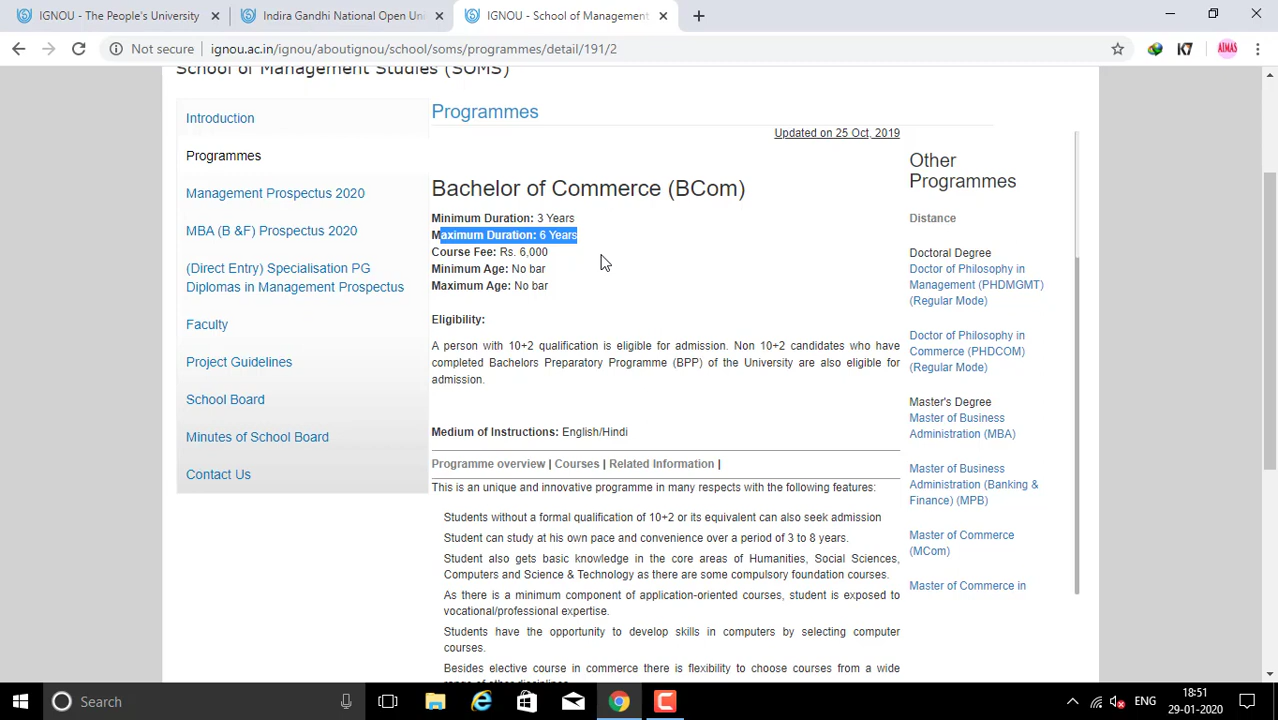 IGNOU - The People's University
Indira Gandhi National Open Un
IGNOU - School of Management
Not secure
ignou.ac.in/ignou/aboutignou/school/soms/programmes/detail/191/2
K7
AIMAS
School of Management Studies (SOMS)
Introduction
Programmes
Management Prospectus 2020
MBA (B &F) Prospectus 2020
(Direct Entry) Specialisation PG
Diplomas in Management Prospectus
Faculty
Project Guidelines
School Board
Minutes of School Board
Contact Us
Programmes
Updated on 25 Oct, 2019
Bachelor of Commerce (BCom)
Minimum Duration: 3 Years
Maximum Duration: 6 Years
Course Fee: Rs. 6,000
Minimum Age: No bar
Maximum Age: No bar
Eligibility:
A person with 10+2 qualification is eligible for admission. Non 10+2 candidates who have
completed Bachelors Preparatory Programme (BPP) of the University are also eligible for
admission.
Medium of Instructions: English/Hindi
Programme overview | Courses | Related Information |
This is an unique and innovative programme in many respects with the following features:
Students without a formal qualification of 10+2 or its equivalent can also seek admission
Student can study at his own pace and convenience over a period of 3 to 8 years.
Student also gets basic knowledge in the core areas of Humanities, Social Sciences,
Computers and Science & Technology as there are some compulsory foundation courses.
As there is a minimum component of application-oriented courses, student is exposed to
vocational/professional expertise.
Students have the opportunity to develop skills in computers by selecting computer
courses.
Besides elective course in commerce there is flexibility to choose courses from a wide
range of other disciplines
Other
Programmes
Distance
Doctoral Degree
Doctor of Philosophy in
Management (PHDMGMT)
(Regular Mode)
Doctor of Philosophy in
Commerce (PHDCOM)
(Regular Mode)
Master's Degree
Master of Business
Administration (MBA)
Master of Business
Administration (Banking &
Finance) (MPB)
Master of Commerce
(MCom)
Master of Commerce in
Search
ENG
18:51
29-01-2020